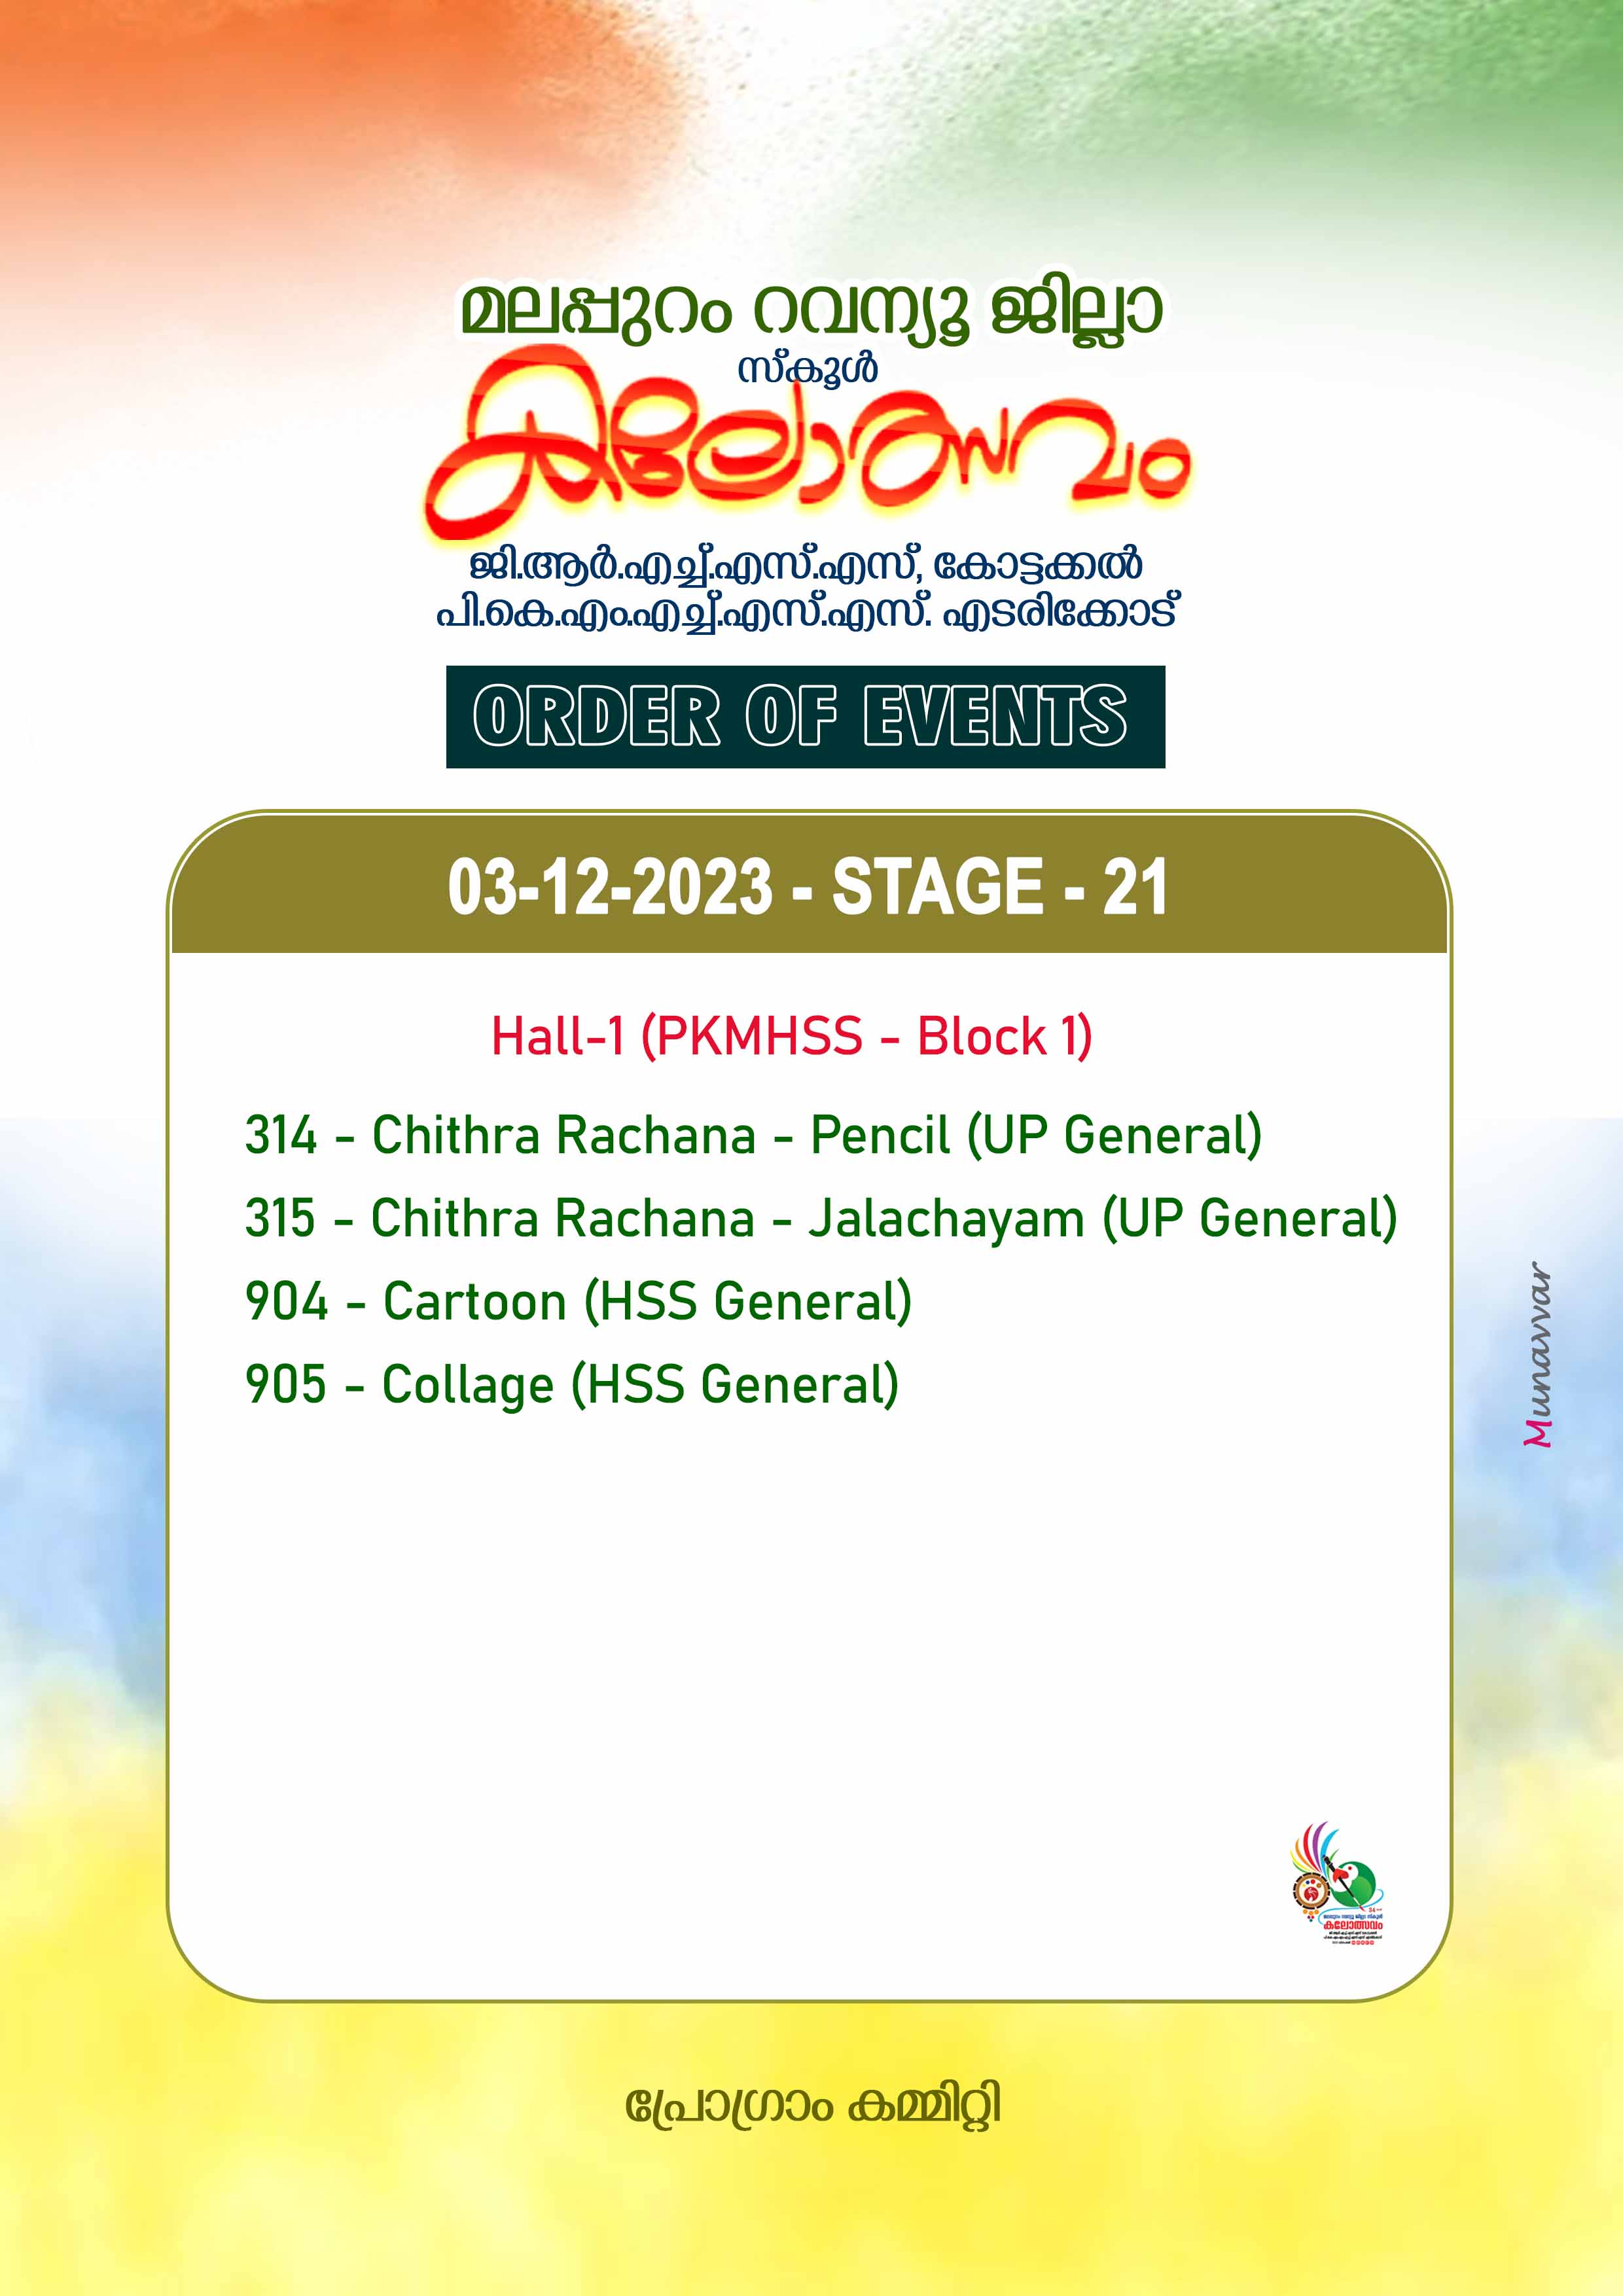 മലപ്പുറം റവന്യൂ ജില്ലാ
സ്കൂൾ
കലോത്സവം
ജി.ആർ.എച്ച്.എസ്.എസ്, കോട്ടക്കൽ
പി.കെ.എം.എച്ച്.എസ്.എസ്. എടരിക്കോട്
ORDER OF EVENTS
03-12-2023 - STAGE - 21
Hall-1 (PKMHSS - Block 1)
314 - Chithra Rachana - Pencil (UP General)
315 - Chithra Rachana - Jalachayam (UP General)
904 - Cartoon (HSS General)
905 - Collage (HSS General)
Munavvar
കലോത്സവം
പ്രോഗ്രാം കമ്മിറ്റി